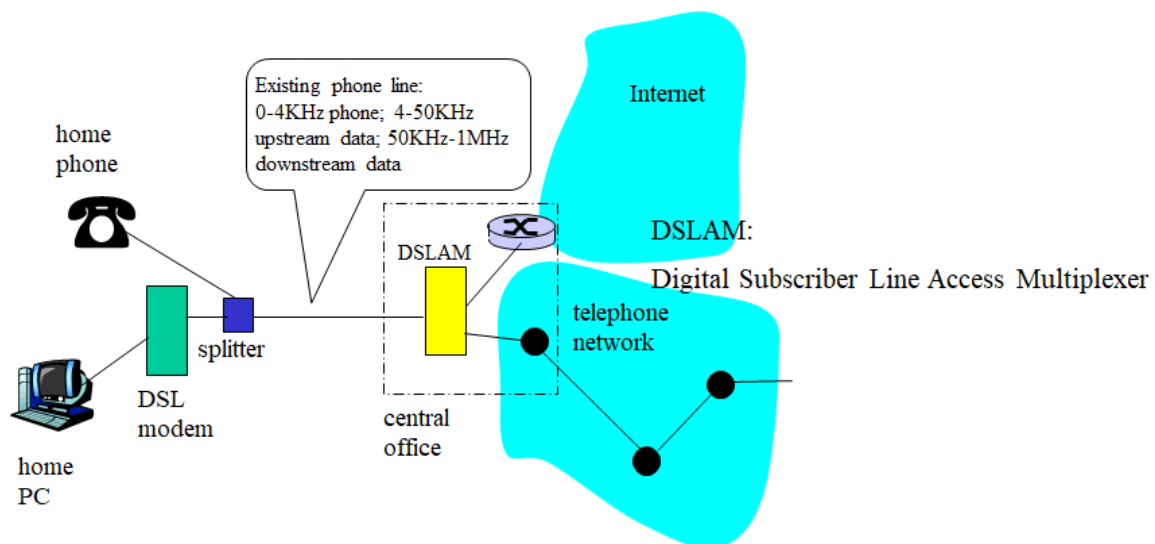 Existing phone line:
0-4KHz phone; 4-50KHz
upstream data; 50KHz-1MHz
downstream data
Internet
home
phone
DSLAM
DSLAM:
Digital Subscriber Line Access Multiplexer
telephone
network
splitter
DSL
modem
central
office
home
PC